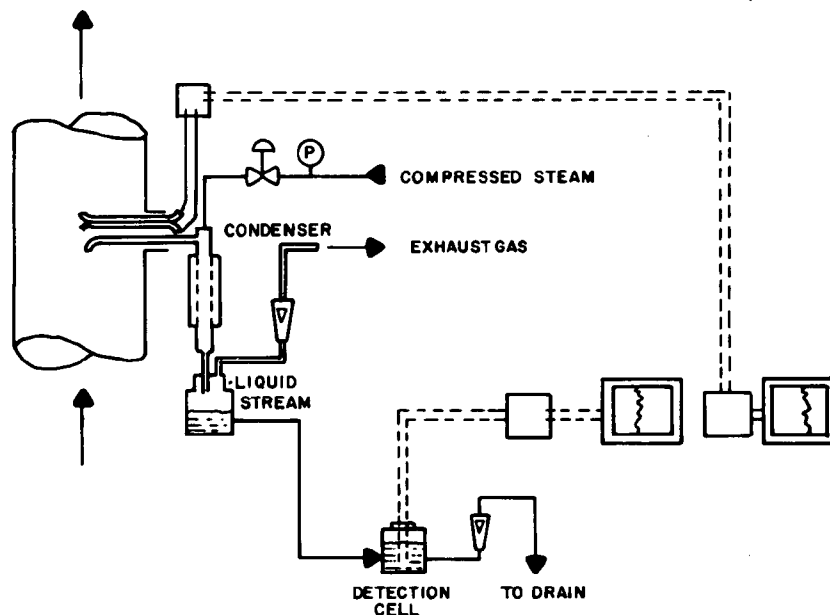 P
COMPRESSED STEAM
CONDENSER
EXHAUST GAS
LIQUID
STREAM
DETECTION
CELL
TO DRAIN